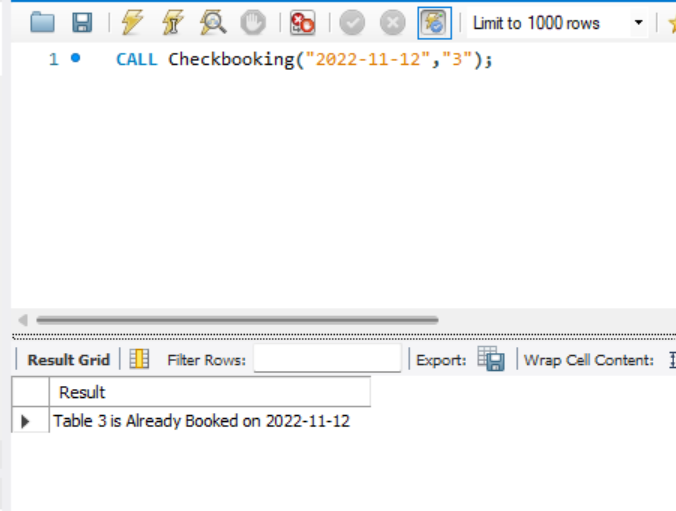 Limit to 1000 rows
1 CALL Checkbooking("2022-11-12","3");
Result Grid Filter Rows: Export: Wrap Cell Content:
Result
Table 3 is Already Booked on 2022-11-12